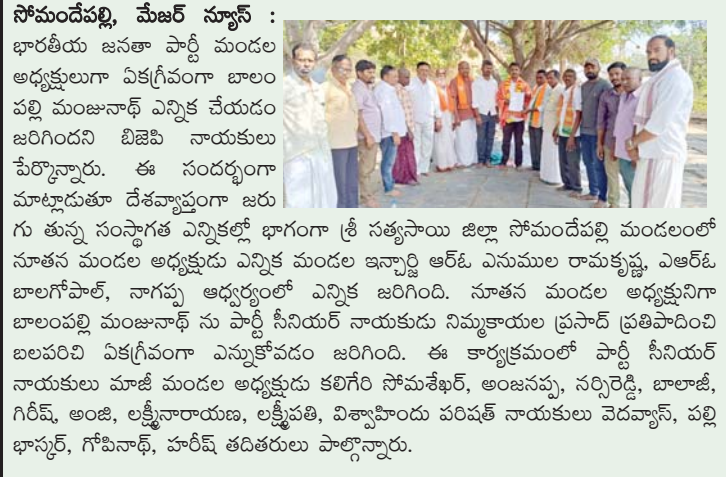 సోమందేపల్లి, మేజర్ న్యూస్ :
భారతీయ జనతా పార్టీ మండల
అధ్యక్షులుగా ఏకగ్రీవంగా బాలం
పల్లి మంజునాథ్ ఎన్నిక చేయడం
జరిగిందని బిజెపి నాయకులు
పేర్కొన్నారు. ఈ సందర్భంగా
మాట్లాడుతూ దేశవ్యాప్తంగా జరు
గు తున్న సంస్థాగత ఎన్నికల్లో భాగంగా శ్రీ సత్యసాయి జిల్లా సోమందేపల్లి మండలంలో
నూతన మండల అధ్యక్షుడు ఎన్నిక మండల ఇన్చార్జి ఆర్ఓ ఎనుముల రామకృష్ణ, ఎఆర్ఓ
బాలగోపాల్, నాగప్ప ఆధ్వర్యంలో ఎన్నిక జరిగింది. నూతన మండల అధ్యక్షునిగా
బాలంపల్లి మంజునాథ్ ను పార్టీ సీనియర్ నాయకుడు నిమ్మకాయల ప్రసాద్ ప్రతిపాదించి
బలపరిచి ఏకగ్రీవంగా ఎన్నుకోవడం జరిగింది. ఈ కార్యక్రమంలో పార్టీ సీనియర్
నాయకులు మాజీ మండల అధ్యక్షుడు కలిగేరి సోమశేఖర్, అంజనప్ప, నర్సిరెడ్డి, బాలాజీ,
గిరీష్, అంజి, లక్ష్మీనారాయణ, లక్ష్మీపతి, విశ్వాహిందు పరిషత్ నాయకులు వెదవ్యాస్, పల్లి
భాస్కర్, గోపినాథ్, హరీష్ తదితరులు పాల్గొన్నారు.